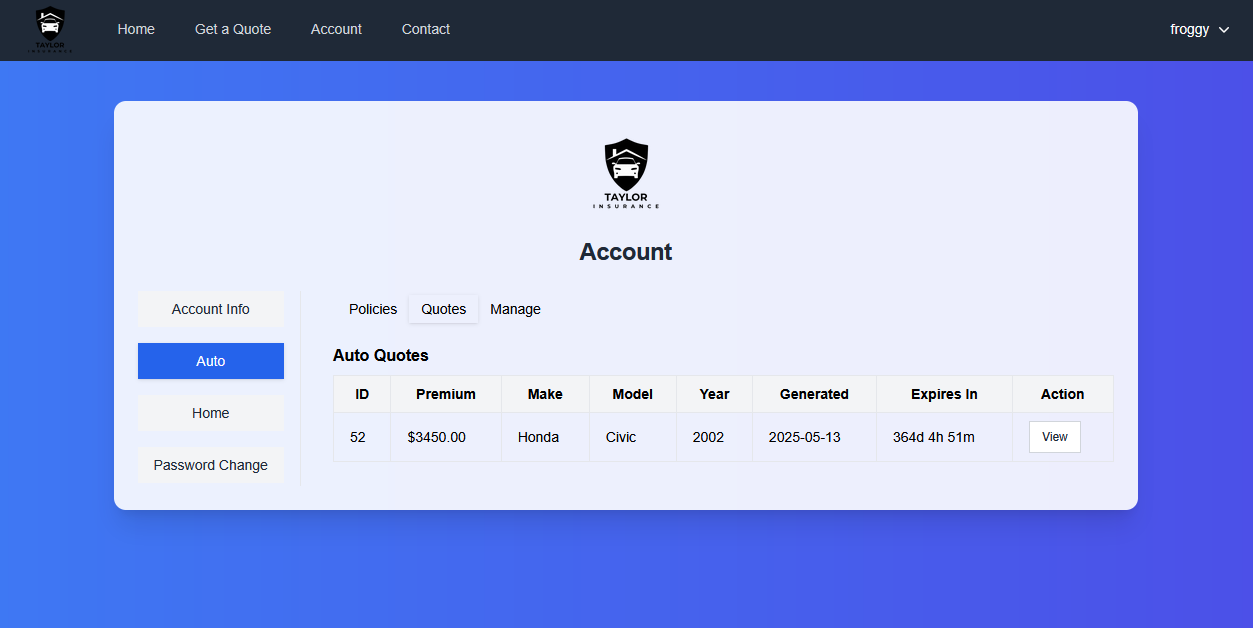 TAYLOR
INSURANCE
Home Get a Quote Account Contact froggy
TAYLOR
INSURANCE
Account
Account Info
Auto
Home
Password Change
Policies Quotes Manage
Auto Quotes
ID Premium Make Model Year Generated Expires In Action
52 $3450.00 Honda Civic 2002 2025-05-13 364d 4h 51m View